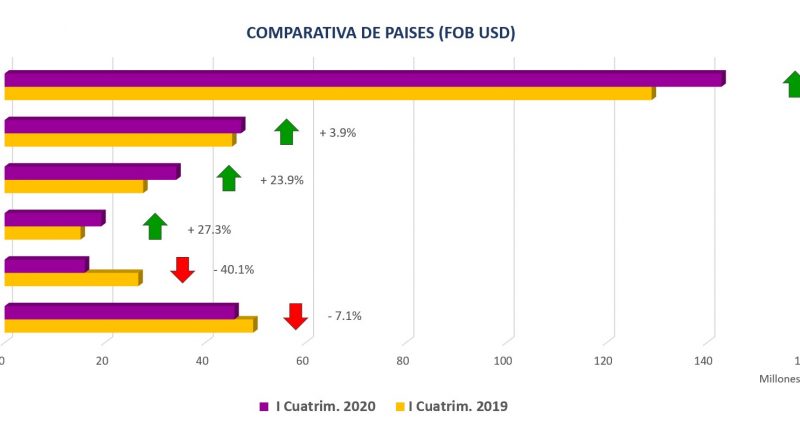 COMPARATIVA DE PAISES (FOB USD)
+ 3.9%
+ 23.9%
+ 27.3%
- 40.1%
- 7.1%
0 20 40 60 80 100 120 140
Millones
I Cuatrim. 2020 I Cuatrim. 2019